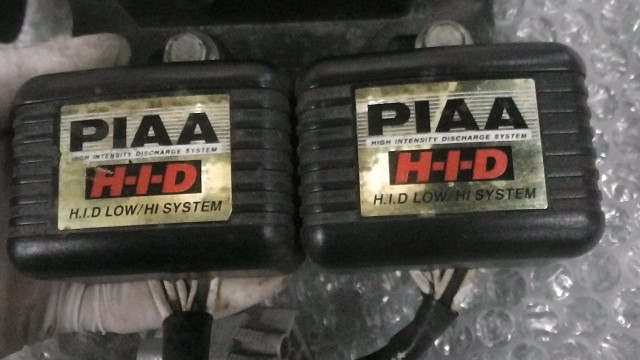 PIAA
HIGH INTENSITY DISCHARGE SYSTEM
H-I-D
H.I.D LOW/HI SYSTEM
PIAA
HIGH INTENSITY DISCHARGE SYSTEM
H-I-D
H.I.D LOW/HI SYSTEM